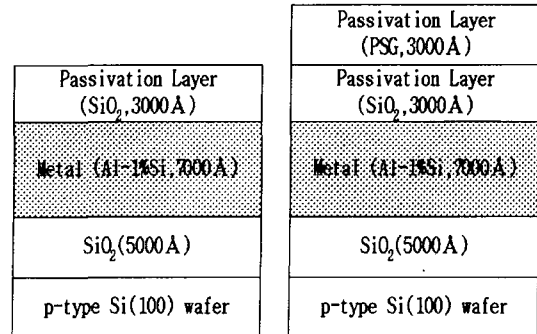 Passivation Layer
(SiO₂,3000Å)
Metal (Al-1%Si,7000Å)
SiO₂(5000Å)
p-type Si(100) wafer
Passivation Layer
(PSG,3000Å)
Passivation Layer
(SiO₂,3000Å)
Metal (Al-1%Si,7000Å)
SiO₂(5000Å)
p-type Si(100) wafer